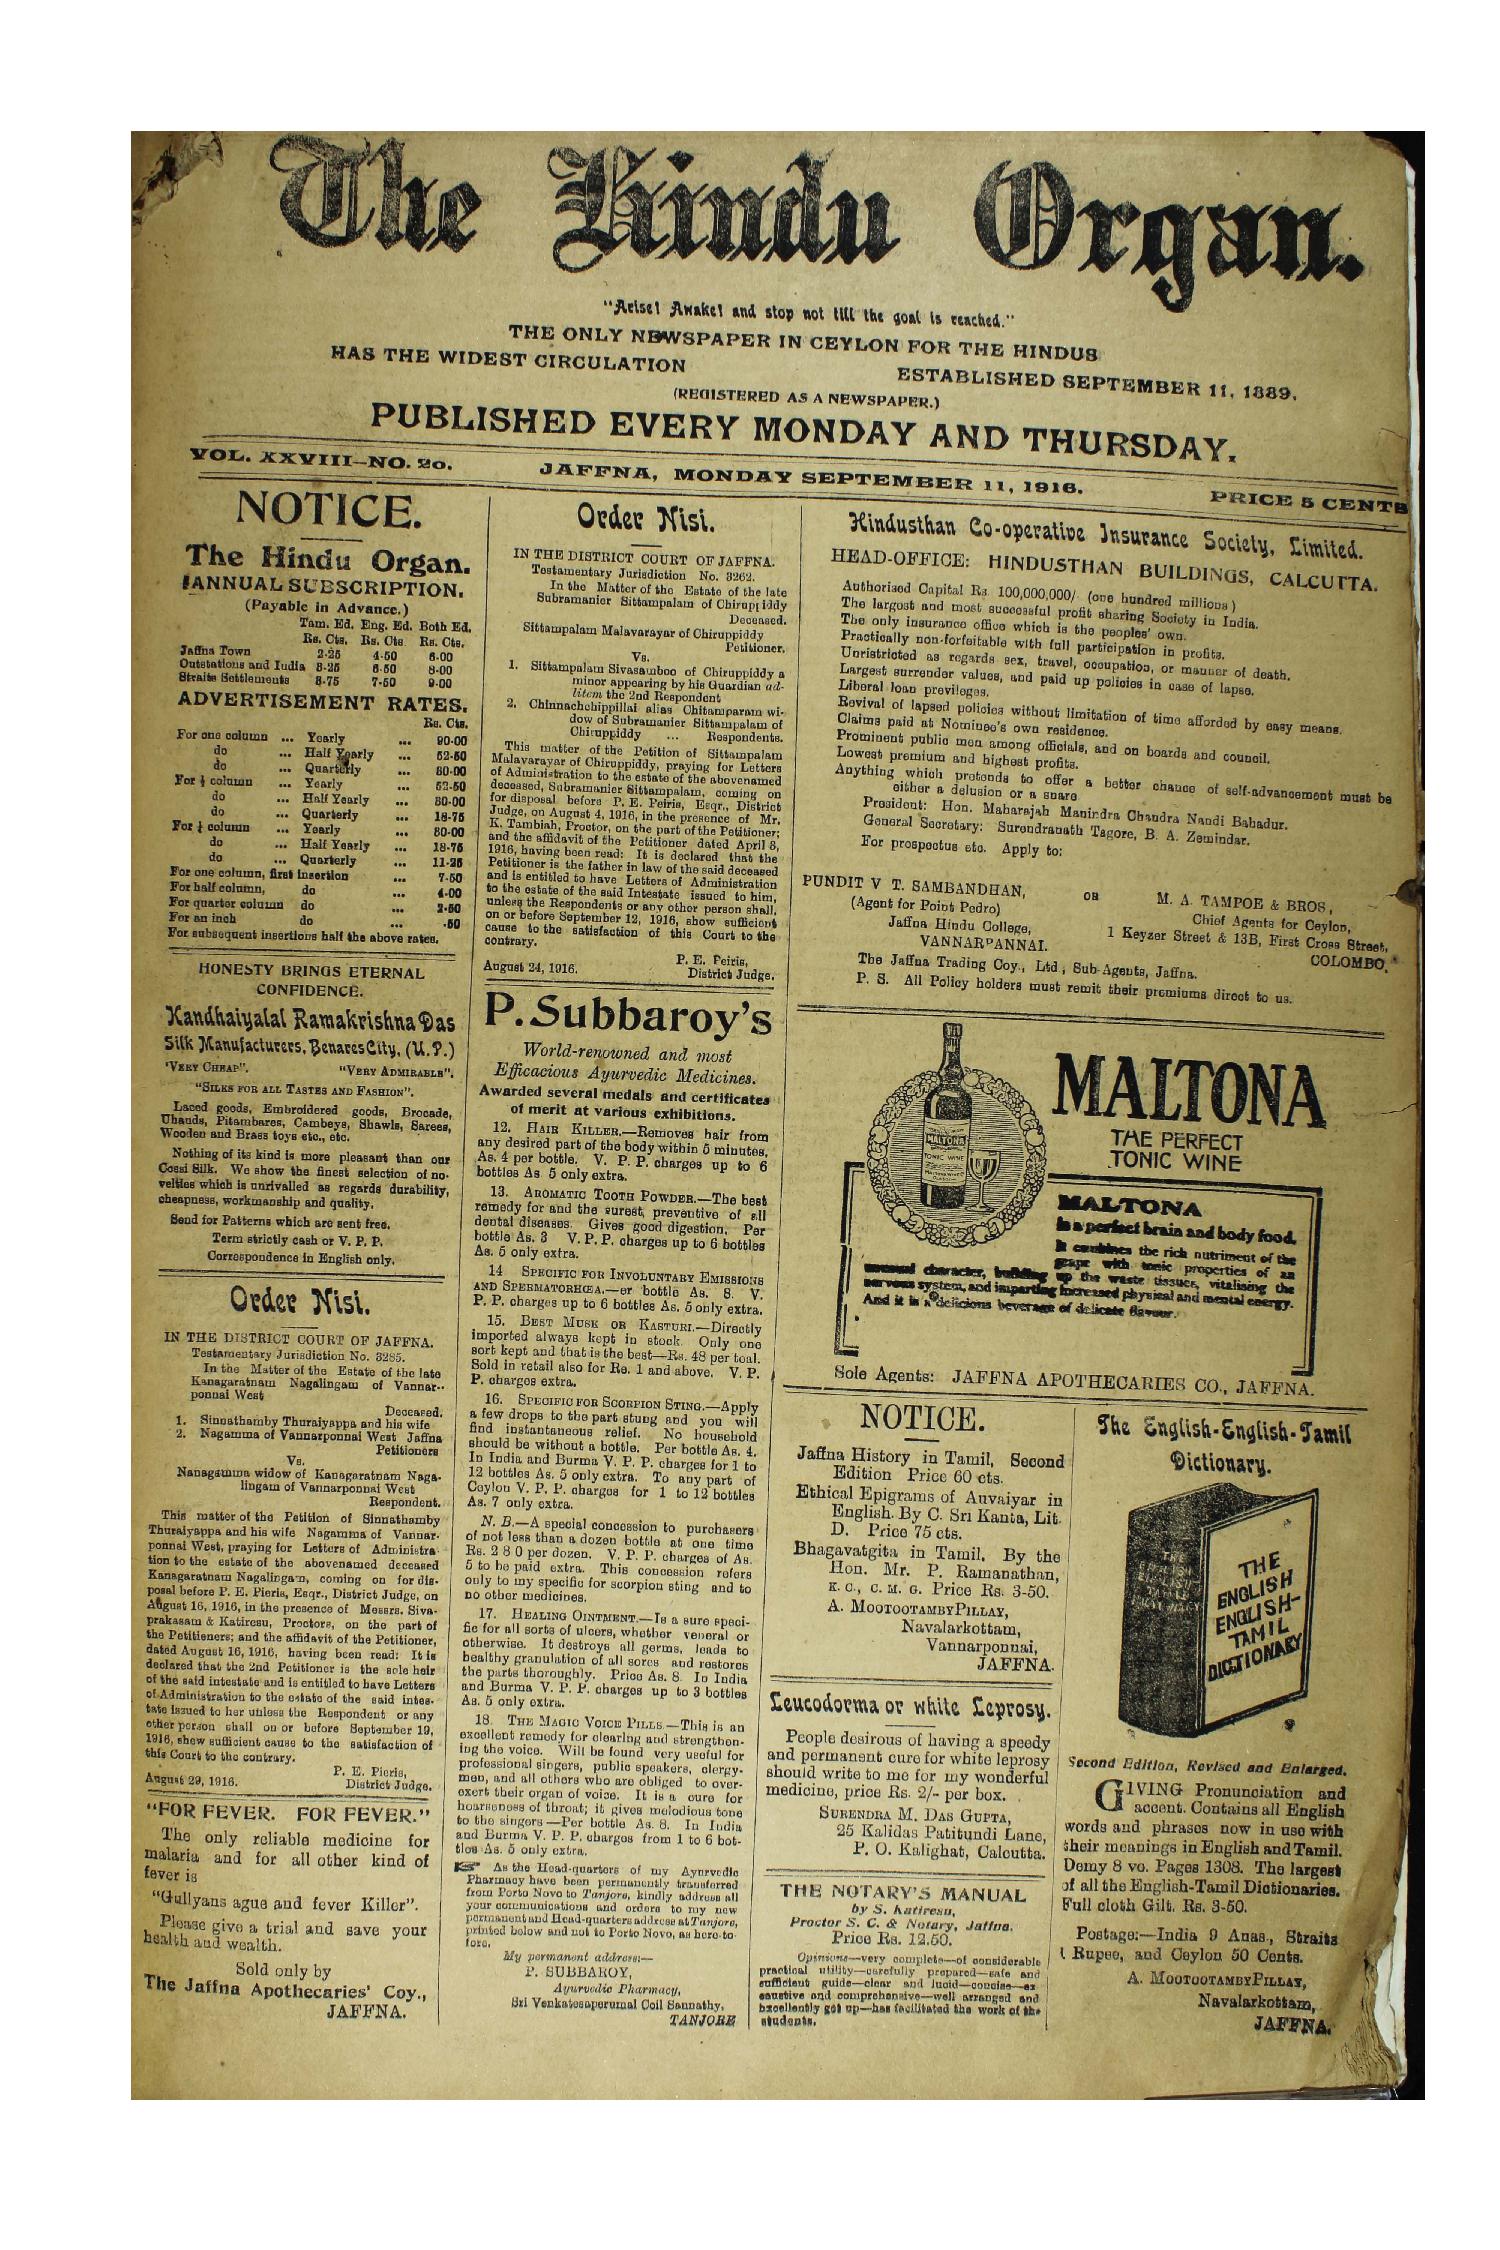 The Hindu Organ.
"Arise! Awake! and stop not till the goal is reached."
THE ONLY NEWSPAPER IN CEYLON FOR THE HINDUS
HAS THE WIDEST CIRCULATION ESTABLISHED SEPTEMBER 11, 1889.
(REGISTERED AS A NEWSPAPER.)
PUBLISHED EVERY MONDAY AND THURSDAY.
VOL. XXVIII—NO. 20. JAFFNA, MONDAY SEPTEMBER 11, 1916. PRICE 5 CENTS
NOTICE.
The Hindu Organ.
ANNUAL SUBSCRIPTION.
(Payable in Advance.)
Tam. Ed. Eng. Ed. Both Ed.
Rs. Cts. Rs. Cts Rs. Cts.
Jaffna Town 2-25 4-50 6-00
Outstations and India 3-25 6-50 8-00
Straits Settlements 3-75 7-50 9-00
ADVERTISEMENT RATES.
Rs. Cts.
For one column ... Yearly ... 90-00
do ... Half Yearly ... 52-50
do ... Quarterly ... 30-00
For ½ column ... Yearly ... 52-50
do ... Half Yearly ... 30-00
do ... Quarterly ... 18-75
For ¼ column ... Yearly ... 30-00
do ... Half Yearly ... 18-75
do ... Quarterly ... 11-25
For one column, first insertion ... 7-50
For half column, do ... 4-00
For quarter column do ... 2-50
For an inch do ... -50
For subsequent insertions half the above rates.
HONESTY BRINGS ETERNAL
CONFIDENCE.
Kandhaiyalal Ramakrishna Das
Silk Manufacturers, Benares City, (U.P.)
'VERY CHEAP". "VERY ADMIRABLE".
"SILKS FOR ALL TASTES AND FASHION".
Laced goods, Embroidered goods, Brocade,
Uhauds, Pitambares, Cambeys, Shawls, Sarees,
Wooden and Brass toys etc., etc.
Nothing of its kind is more pleasant than our
Cossi Silk. We show the finest selection of no-
velties which is unrivalled as regards durability,
cheapness, workmanship and quality.
Send for Patterns which are sent free.
Term strictly cash or V. P. P.
Correspondence in English only.
Order Nisi.
IN THE DISTRICT COURT OF JAFFNA.
Testamentary Jurisdiction No. 3285.
In the Matter of the Estate of the late
Kanagaratnam Nagalingam of Vannar-
ponnai West
Deceased.
1. Sinnathamby Thuraiyappa and his wife
2. Nagamma of Vannarponnai West Jaffna
Petitioners
Vs.
Nanagamma widow of Kanagaratnam Naga-
lingam of Vannarponnai West
Respondent.
This matter of the Petition of Sinnathamby
Thuraiyappa and his wife Nagamma of Vannar-
ponnai West, praying for Letters of Administra-
tion to the estate of the abovenamed deceased
Kanagaratnam Nagalingam, coming on for dis-
posal before P. E. Pieris, Esqr., District Judge, on
August 16, 1916, in the presence of Messrs. Siva-
prakasam & Katiresu, Proctors, on the part of
the Petitioners; and the affidavit of the Petitioner,
dated August 16, 1916, having been read: It is
declared that the 2nd Petitioner is the sole heir
of the said intestate and is entitled to have Letters
of Administration to the estate of the said intes-
tate issued to her unless the Respondent or any
other person shall on or before September 19,
1916, show sufficient cause to the satisfaction of
this Court to the contrary.
P. E. Pieris,
August 29, 1916. District Judge.
"FOR FEVER. FOR FEVER."
The only reliable medicine for
malaria and for all other kind of
fever is
"Gullyans ague and fever Killer".
Please give a trial and save your
health and wealth.
Sold only by
The Jaffna Apothecaries' Coy.,
JAFFNA.
Order Nisi.
IN THE DISTRICT COURT OF JAFFNA.
Testamentary Jurisdiction No. 3262.
In the Matter of the Estate of the late
Subramanier Sittampalam of Chiruppiddy
Deceased.
Sittampalam Malavarayar of Chiruppiddy
Petitioner.
Vs.
1. Sittampalam Sivasamboo of Chiruppiddy a
minor appearing by his Guardian ad-
litem the 2nd Respondent
2. Chinnachchippillai alias Chitamparam wi-
dow of Subramanier Sittampalam of
Chiruppiddy ... Respondents.
This matter of the Petition of Sittampalam
Malavarayar of Chiruppiddy, praying for Letters
of Administration to the estate of the abovenamed
deceased, Subramanier Sittampalam, coming on
for disposal before P. E. Peiris, Esqr., District
Judge, on August 4, 1916, in the presence of Mr.
K. Tambiah, Proctor, on the part of the Petitioner;
and the affidavit of the Petitioner dated April 3,
1916, having been read: It is declared that the
Petitioner is the father in law of the said deceased
and is entitled to have Letters of Administration
to the estate of the said Intestate issued to him,
unless the Respondents or any other person shall,
on or before September 12, 1916, show sufficient
cause to the satisfaction of this Court to the
contrary.
P. E. Peiris,
August 24, 1916. District Judge.
P. Subbaroy's
World-renowned and most
Efficacious Ayurvedic Medicines.
Awarded several medals and certificates
of merit at various exhibitions.
12. HAIR KILLER.—Removes hair from
any desired part of the body within 5 minutes.
As. 4 per bottle. V. P. P. charges up to 6
bottles As. 5 only extra.
13. AROMATIC TOOTH POWDER.—The best
remedy for and the surest preventive of all
dental diseases. Gives good digestion. Per
bottle As. 3 V. P. P. charges up to 6 bottles
As. 5 only extra.
14 SPECIFIC FOR INVOLUNTARY EMISSIONS
AND SPERMATORHŒA.—er bottle As. 8. V.
P. P. charges up to 6 bottles As. 5 only extra.
15. BEST MUSK OR KASTURI.—Directly
imported always kept in stock. Only one
sort kept and that is the best—Rs. 48 per toal.
Sold in retail also for Re. 1 and above. V. P.
P. charges extra.
16. SPECIFIC FOR SCORPION STING.—Apply
a few drops to the part stung and you will
find instantaneous relief. No household
should be without a bottle. Per bottle As. 4.
In India and Burma V. P. P. charges for 1 to
12 bottles As. 5 only extra. To any part of
Ceylon V. P. P. charges for 1 to 12 bottles
As. 7 only extra.
N. B.—A special concession to purchasers
of not less than a dozen bottle at one time
Rs. 2 8 0 per dozen. V. P. P. charges of As.
5 to be paid extra. This concession refers
only to my specific for scorpion sting and to
no other medicines.
17. HEALING OINTMENT.—Is a sure speci-
fic for all sorts of ulcers, whether veneral or
otherwise. It destroys all germs, leads to
healthy granulation of all sores and restores
the parts thoroughly. Price As. 8. In India
and Burma V. P. P. charges up to 3 bottles
As. 5 only extra.
18. THE MAGIC VOICE PILLS.—This is an
excellent remedy for clearing and strengthen-
ing the voice. Will be found very useful for
professional singers, public speakers, clergy-
men, and all others who are obliged to over-
exert their organ of voice. It is a cure for
hoarseness of throat; it gives melodious tone
to the singers—Per bottle As. 8. In India
and Burma V. P. P. charges from 1 to 6 bot-
tles As. 5 only extra.
☞ As the Head-quarters of my Ayurvedic
Pharmacy have been permanently transferred
from Porto Novo to Tanjore, kindly address all
your communications and orders to my new
permanent and Head-quarters address at Tanjore,
printed below and not to Porto Novo, as hereto-
fore.
My permanent address:—
P. SUBBAROY,
Ayurvedic Pharmacy,
Sri Venkatesaperumal Coil Sannathy,
TANJORE
Hindusthan Co-operative Insurance Society, Limited.
HEAD-OFFICE: HINDUSTHAN BUILDINGS, CALCUTTA.
Authorised Capital Rs. 100,000,000/ (one hundred millions)
The largest and most successful profit sharing Society in India.
The only insurance office which is the peoples' own.
Practically non-forfeitable with full participation in profits.
Unristricted as regards sex, travel, occupation, or manner of death.
Largest surrender values, and paid up policies in case of lapse.
Liberal loan previleges.
Revival of lapsed policies without limitation of time afforded by easy means.
Claims paid at Nominee's own residence.
Prominent public men among officials, and on boards and council.
Lowest premium and highest profits.
Anything which pretends to offer a better chance of self-advancement must be
either a delusion or a snare
President: Hon. Maharajah Manindra Chandra Nandi Bahadur.
General Secretary: Surendranath Tagore, B. A. Zemindar.
For prospectus etc. Apply to:
PUNDIT V T. SAMBANDHAN, OR M. A. TAMPOE & BROS,
(Agent for Point Pedro) Chief Agents for Ceylon,
Jaffna Hindu College, 1 Keyzer Street & 13B, First Cross Street,
VANNARPANNAI. COLOMBO.
The Jaffna Trading Coy., Ltd, Sub-Agents, Jaffna.
P. S. All Policy holders must remit their premiums direct to us.
MALTONA
THE PERFECT
TONIC WINE
MALTONA
TONIC WINE
MALTONA
is a perfect brain and body food.
It combines the rich nutriment of the
grape with tonic properties of an
unusual character, building up the waste tissues, vitalising the
nervous system, and imparting increased physical and mental energy.
And it is a delicious beverage of delicate flavour.
Sole Agents: JAFFNA APOTHECARIES CO., JAFFNA.
NOTICE.
Jaffna History in Tamil, Second
Edition Price 60 cts.
Ethical Epigrams of Auvaiyar in
English. By C. Sri Kanta, Lit.
D. Price 75 cts.
Bhagavatgita in Tamil. By the
Hon. Mr. P. Ramanathan,
K. C., C. M. G. Price Rs. 3-50.
A. MOOTOOTAMBYPILLAY,
Navalarkottam,
Vannarponnai,
JAFFNA.
Leucodorma or white Leprosy.
People desirous of having a speedy
and permanent cure for white leprosy
should write to me for my wonderful
medicine, price Rs. 2/- per box.
SURENDRA M. DAS GUPTA,
25 Kalidas Patitundi Lane,
P. O. Kalighat, Calcutta.
THE NOTARY'S MANUAL
by S. Katiresu,
Proctor S. C. & Notary, Jaffna.
Price Rs. 12.50.
Opinions—very complete—of considerable
practical utility—carefully prepared—safe and
sufficient guide—clear and lucid—concise—ex
saustive and comprehensive—well arranged and
excellently got up—has facilitated the work of the
students.
The English-English-Tamil
Dictionary.
THE
ENGLISH
ENGLISH-
TAMIL
DICTIONARY
Second Edition, Revised and Enlarged.
GIVING Pronunciation and
accent. Contains all English
words and phrases now in use with
their meanings in English and Tamil.
Demy 8 vo. Pages 1308. The largest
of all the English-Tamil Dictionaries.
Full cloth Gilt. Rs. 3-50.
Postage:—India 9 Anas., Straits
1 Rupee, and Ceylon 50 Cents.
A. MOOTOOTAMBYPILLAY,
Navalarkottam,
JAFFNA.